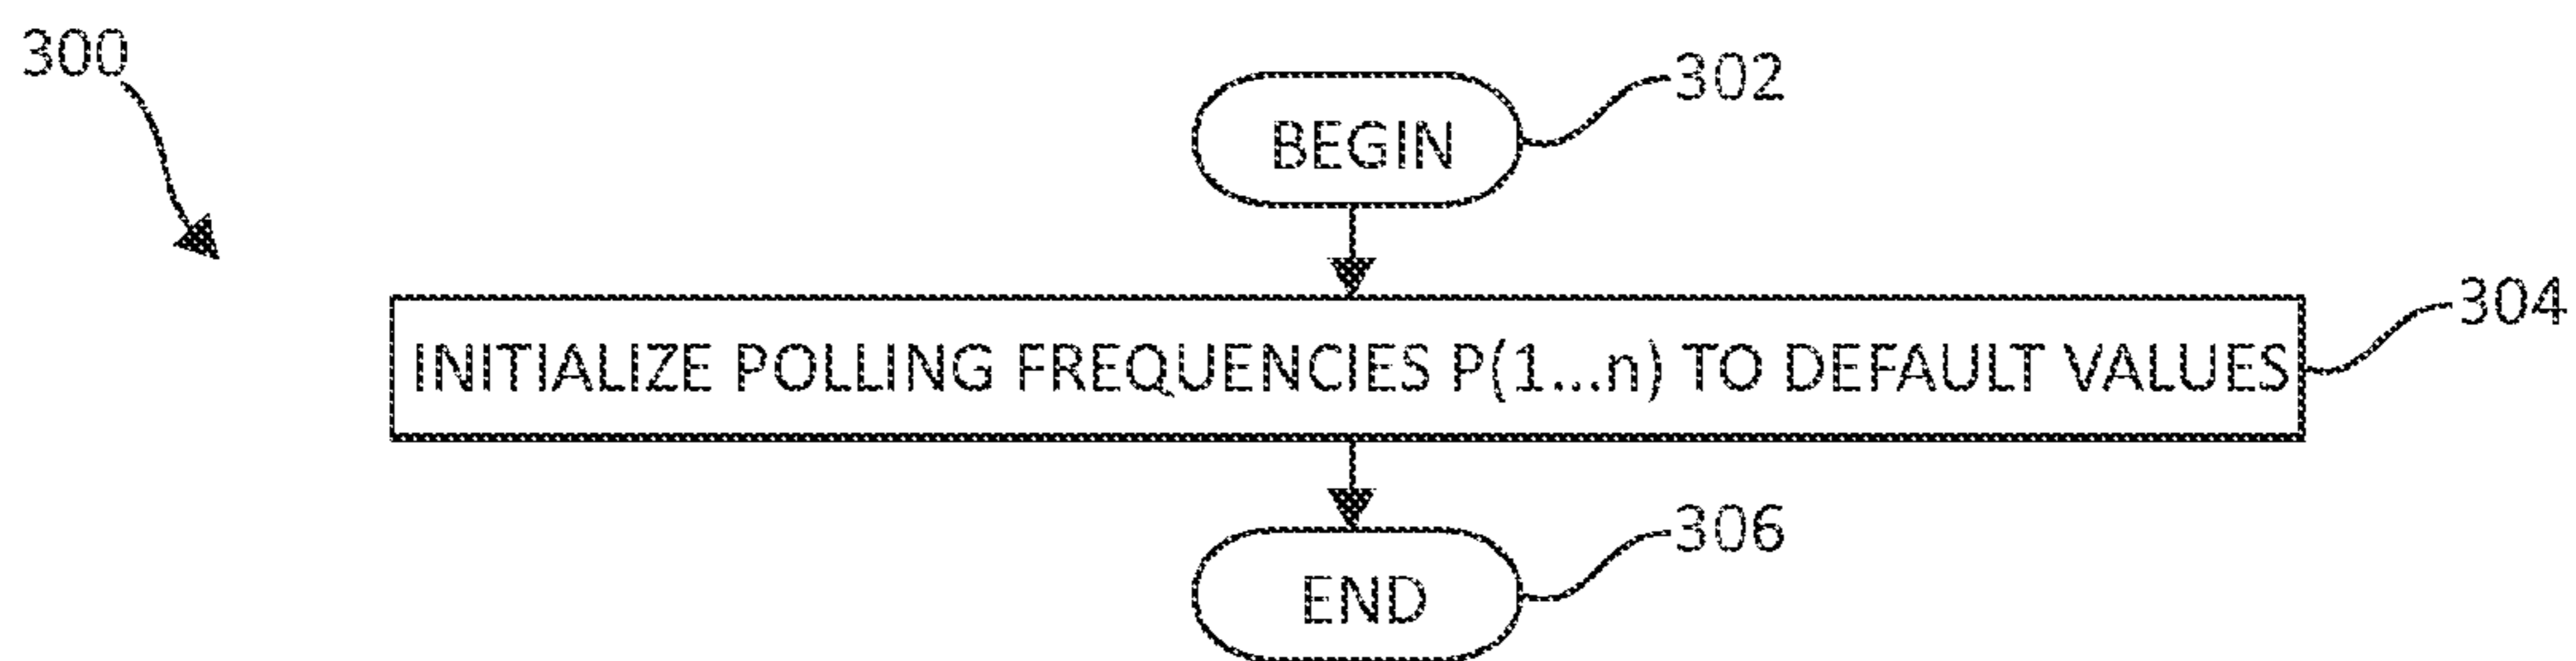 300
302
BEGIN
304
INITIALIZE POLLING FREQUENCIES P(1...n) TO DEFAULT VALUES
306
END